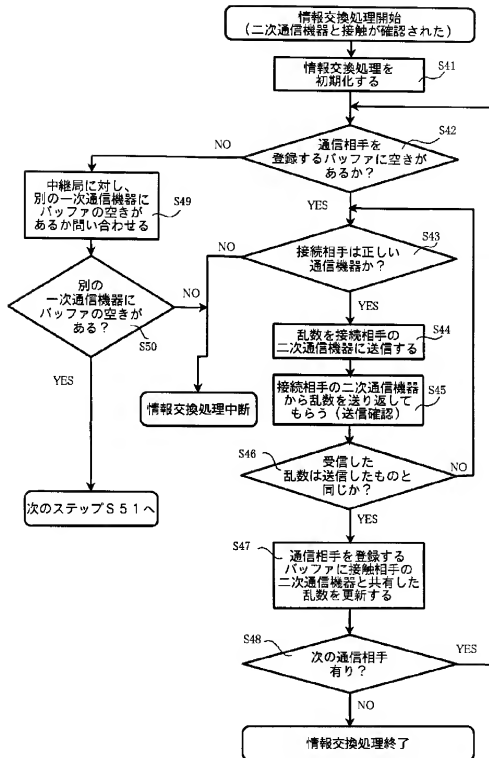 情報交換処理開始
(二次通信機器と接触が確認された)
情報交換処理を
初期化する
S41
通信相手を
登録するバッファに空きが
あるか？
S42
NO
YES
中継局に対し、
別の一次通信機器に
バッファの空きが
あるか問い合わせる
S49
接続相手は正しい
通信機器か？
S43
NO
YES
別の
一次通信機器に
バッファの空きが
ある？
S50
NO
YES
乱数を接続相手の
二次通信機器に送信する
S44
情報交換処理中断
接続相手の二次通信機器
から乱数を送り返して
もらう（送信確認）
S45
S46
受信した
乱数は送信したものと
同じか？
NO
YES
次のステップＳ５１へ
S47
通信相手を登録する
バッファに接触相手の
二次通信機器と共有した
乱数を更新する
S48
次の通信相手
有り？
YES
NO
情報交換処理終了